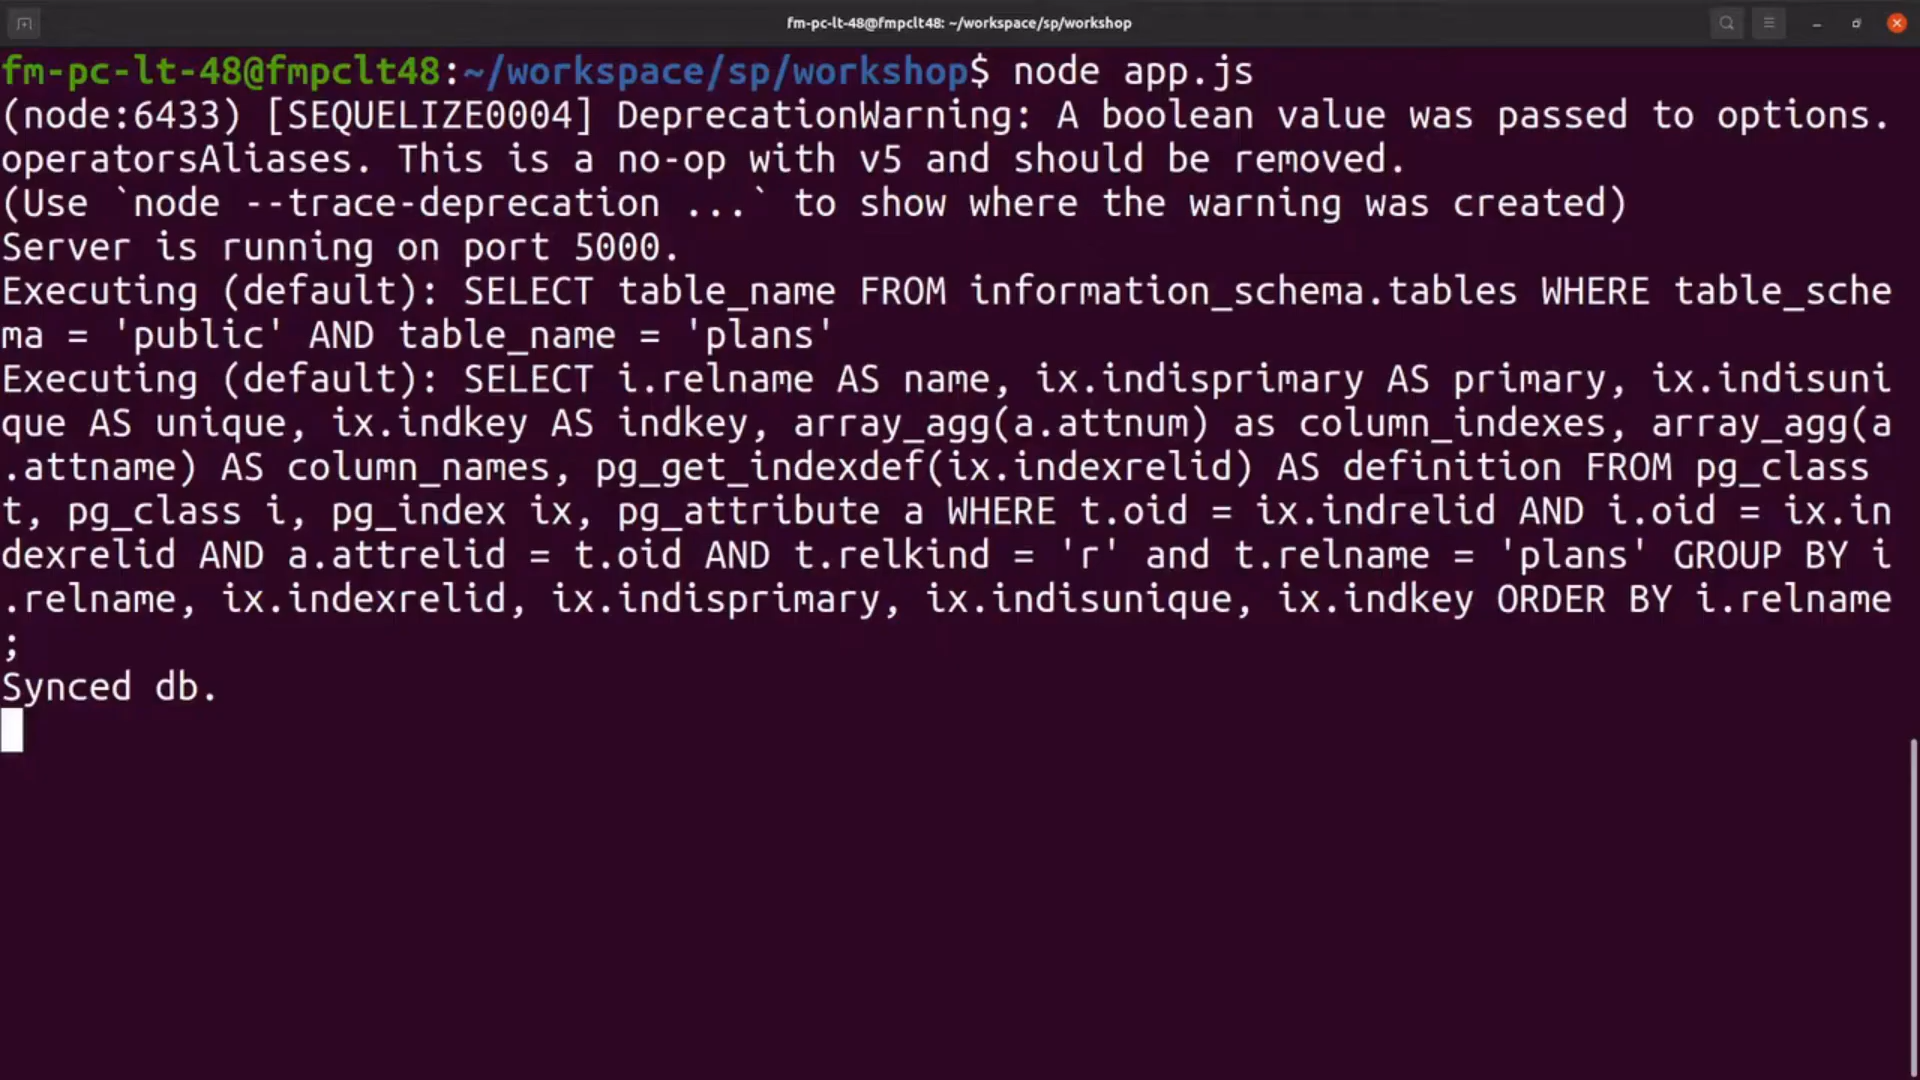 fm-pc-lt-48@fmpclt48: ~/workspace/sp/workshop
fm-pc-lt-48@fmpclt48:~/workspace/sp/workshop$ node app.js
(node:6433) [SEQUELIZE0004] DeprecationWarning: A boolean value was passed to options.
operatorsAliases. This is a no-op with v5 and should be removed.
(Use `node --trace-deprecation ...` to show where the warning was created)
Server is running on port 5000.
Executing (default): SELECT table_name FROM information_schema.tables WHERE table_sche
ma = 'public' AND table_name = 'plans'
Executing (default): SELECT i.relname AS name, ix.indisprimary AS primary, ix.indisuni
que AS unique, ix.indkey AS indkey, array_agg(a.attnum) as column_indexes, array_agg(a
.attname) AS column_names, pg_get_indexdef(ix.indexrelid) AS definition FROM pg_class
t, pg_class i, pg_index ix, pg_attribute a WHERE t.oid = ix.indrelid AND i.oid = ix.in
dexrelid AND a.attrelid = t.oid AND t.relkind = 'r' and t.relname = 'plans' GROUP BY i
.relname, ix.indexrelid, ix.indisprimary, ix.indisunique, ix.indkey ORDER BY i.relname
;
Synced db.